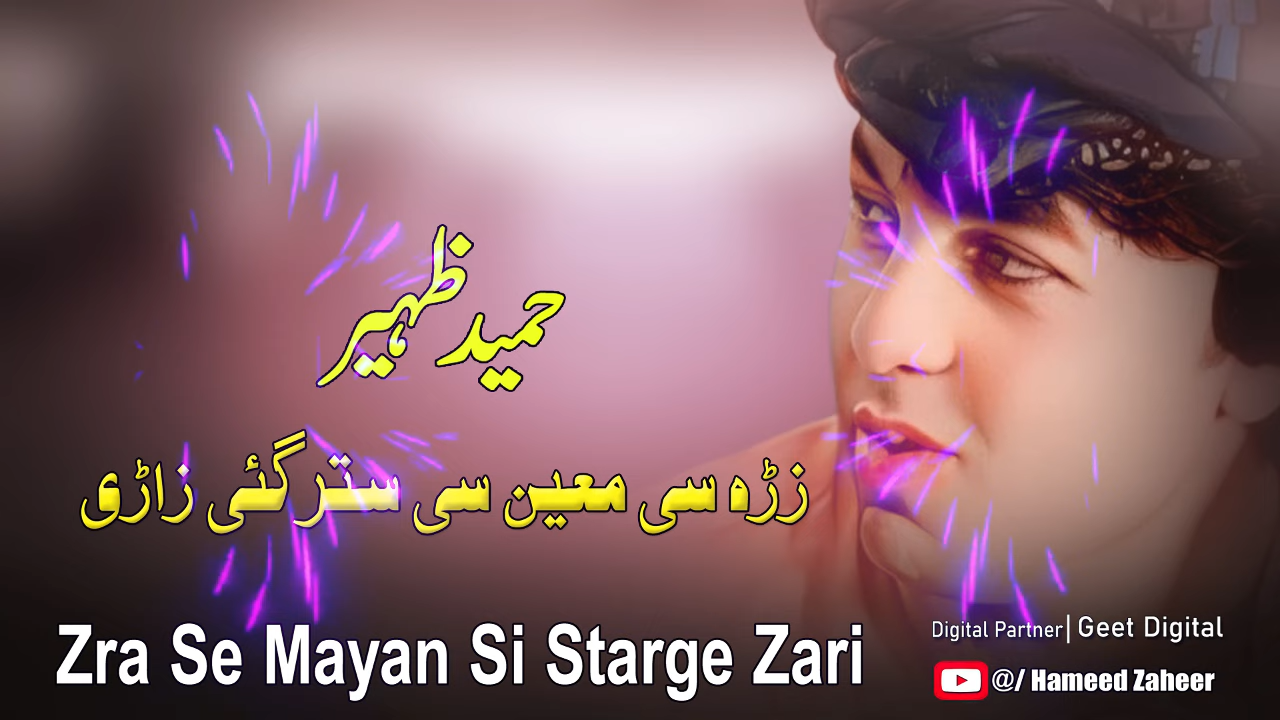 حمید ظہیر
زڑہ سی معین سی سترگئی زاڑی
Zra Se Mayan Si Starge Zari
Digital Partner| Geet Digital
@/ Hameed Zaheer